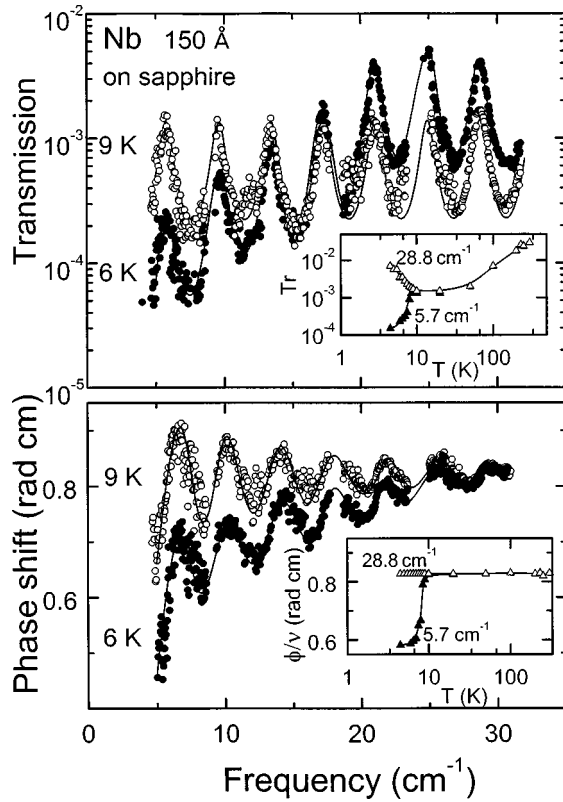 10⁻²
Nb 150 Å
on sapphire
Transmission
10⁻³
9 K
10⁻⁴
6 K
10⁻⁵
Tr
10⁻²
10⁻³
10⁻⁴
28.8 cm⁻¹
5.7 cm⁻¹
1 10 100
T (K)
Phase shift (rad cm)
10
9 K
0.8
0.6
6 K
ϕ/ν (rad cm)
0.8
0.6
28.8 cm⁻¹
5.7 cm⁻¹
1 10 100
T (K)
0 10 20 30
Frequency (cm⁻¹)